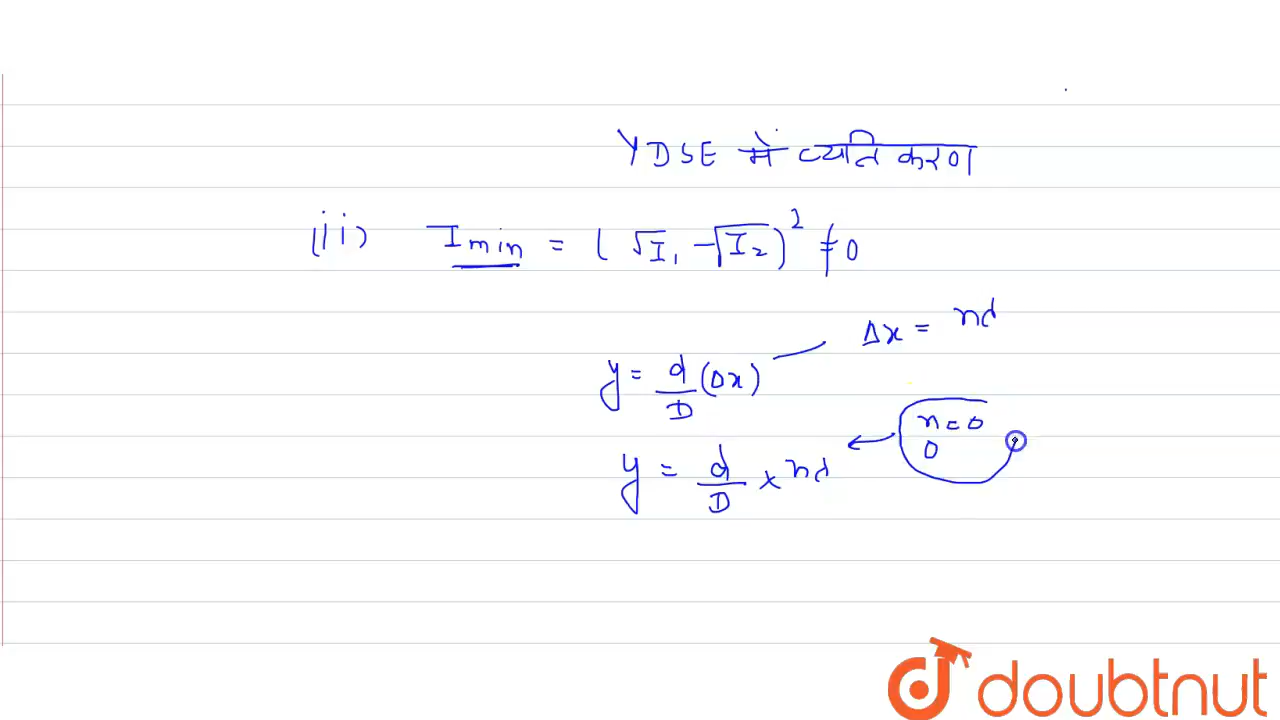 YDSE में व्यतिकरण
(ii) Imin = (√I₁ - √I₂)² ≠ 0
Δx = nd
y = d/D (Δx)
n = 0
0
y = d/D × nd
doubtnut